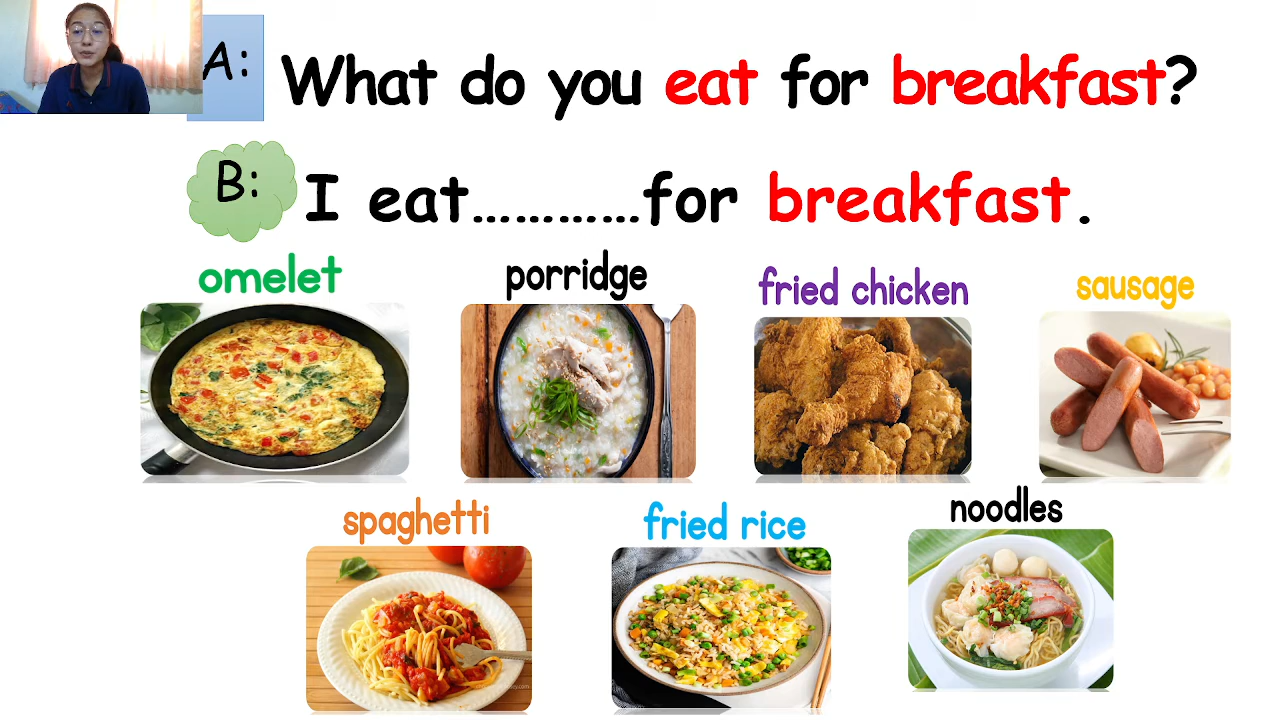 A: What do you eat for breakfast?
B: I eat…………for breakfast.
omelet porridge fried chicken sausage
spaghetti fried rice noodles